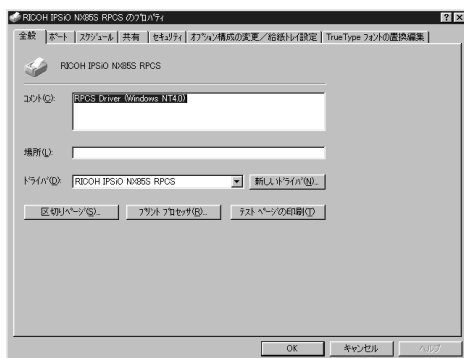 RICOH IPSiO NX85S RPCS のプロパティ
全般 ポート スケジュール 共有 セキュリティ オプション構成の変更／給紙トレイ設定 TrueType フォントの置換編集
RICOH IPSiO NX85S RPCS
コメント(C): RPCS Driver (Windows NT4.0)
場所(L):
ドライバ(D): RICOH IPSiO NX85S RPCS 新しいドライバ(N)...
区切りページ(S)... プリント プロセッサ(R)... テスト ページの印刷(T)
OK キャンセル ヘルプ